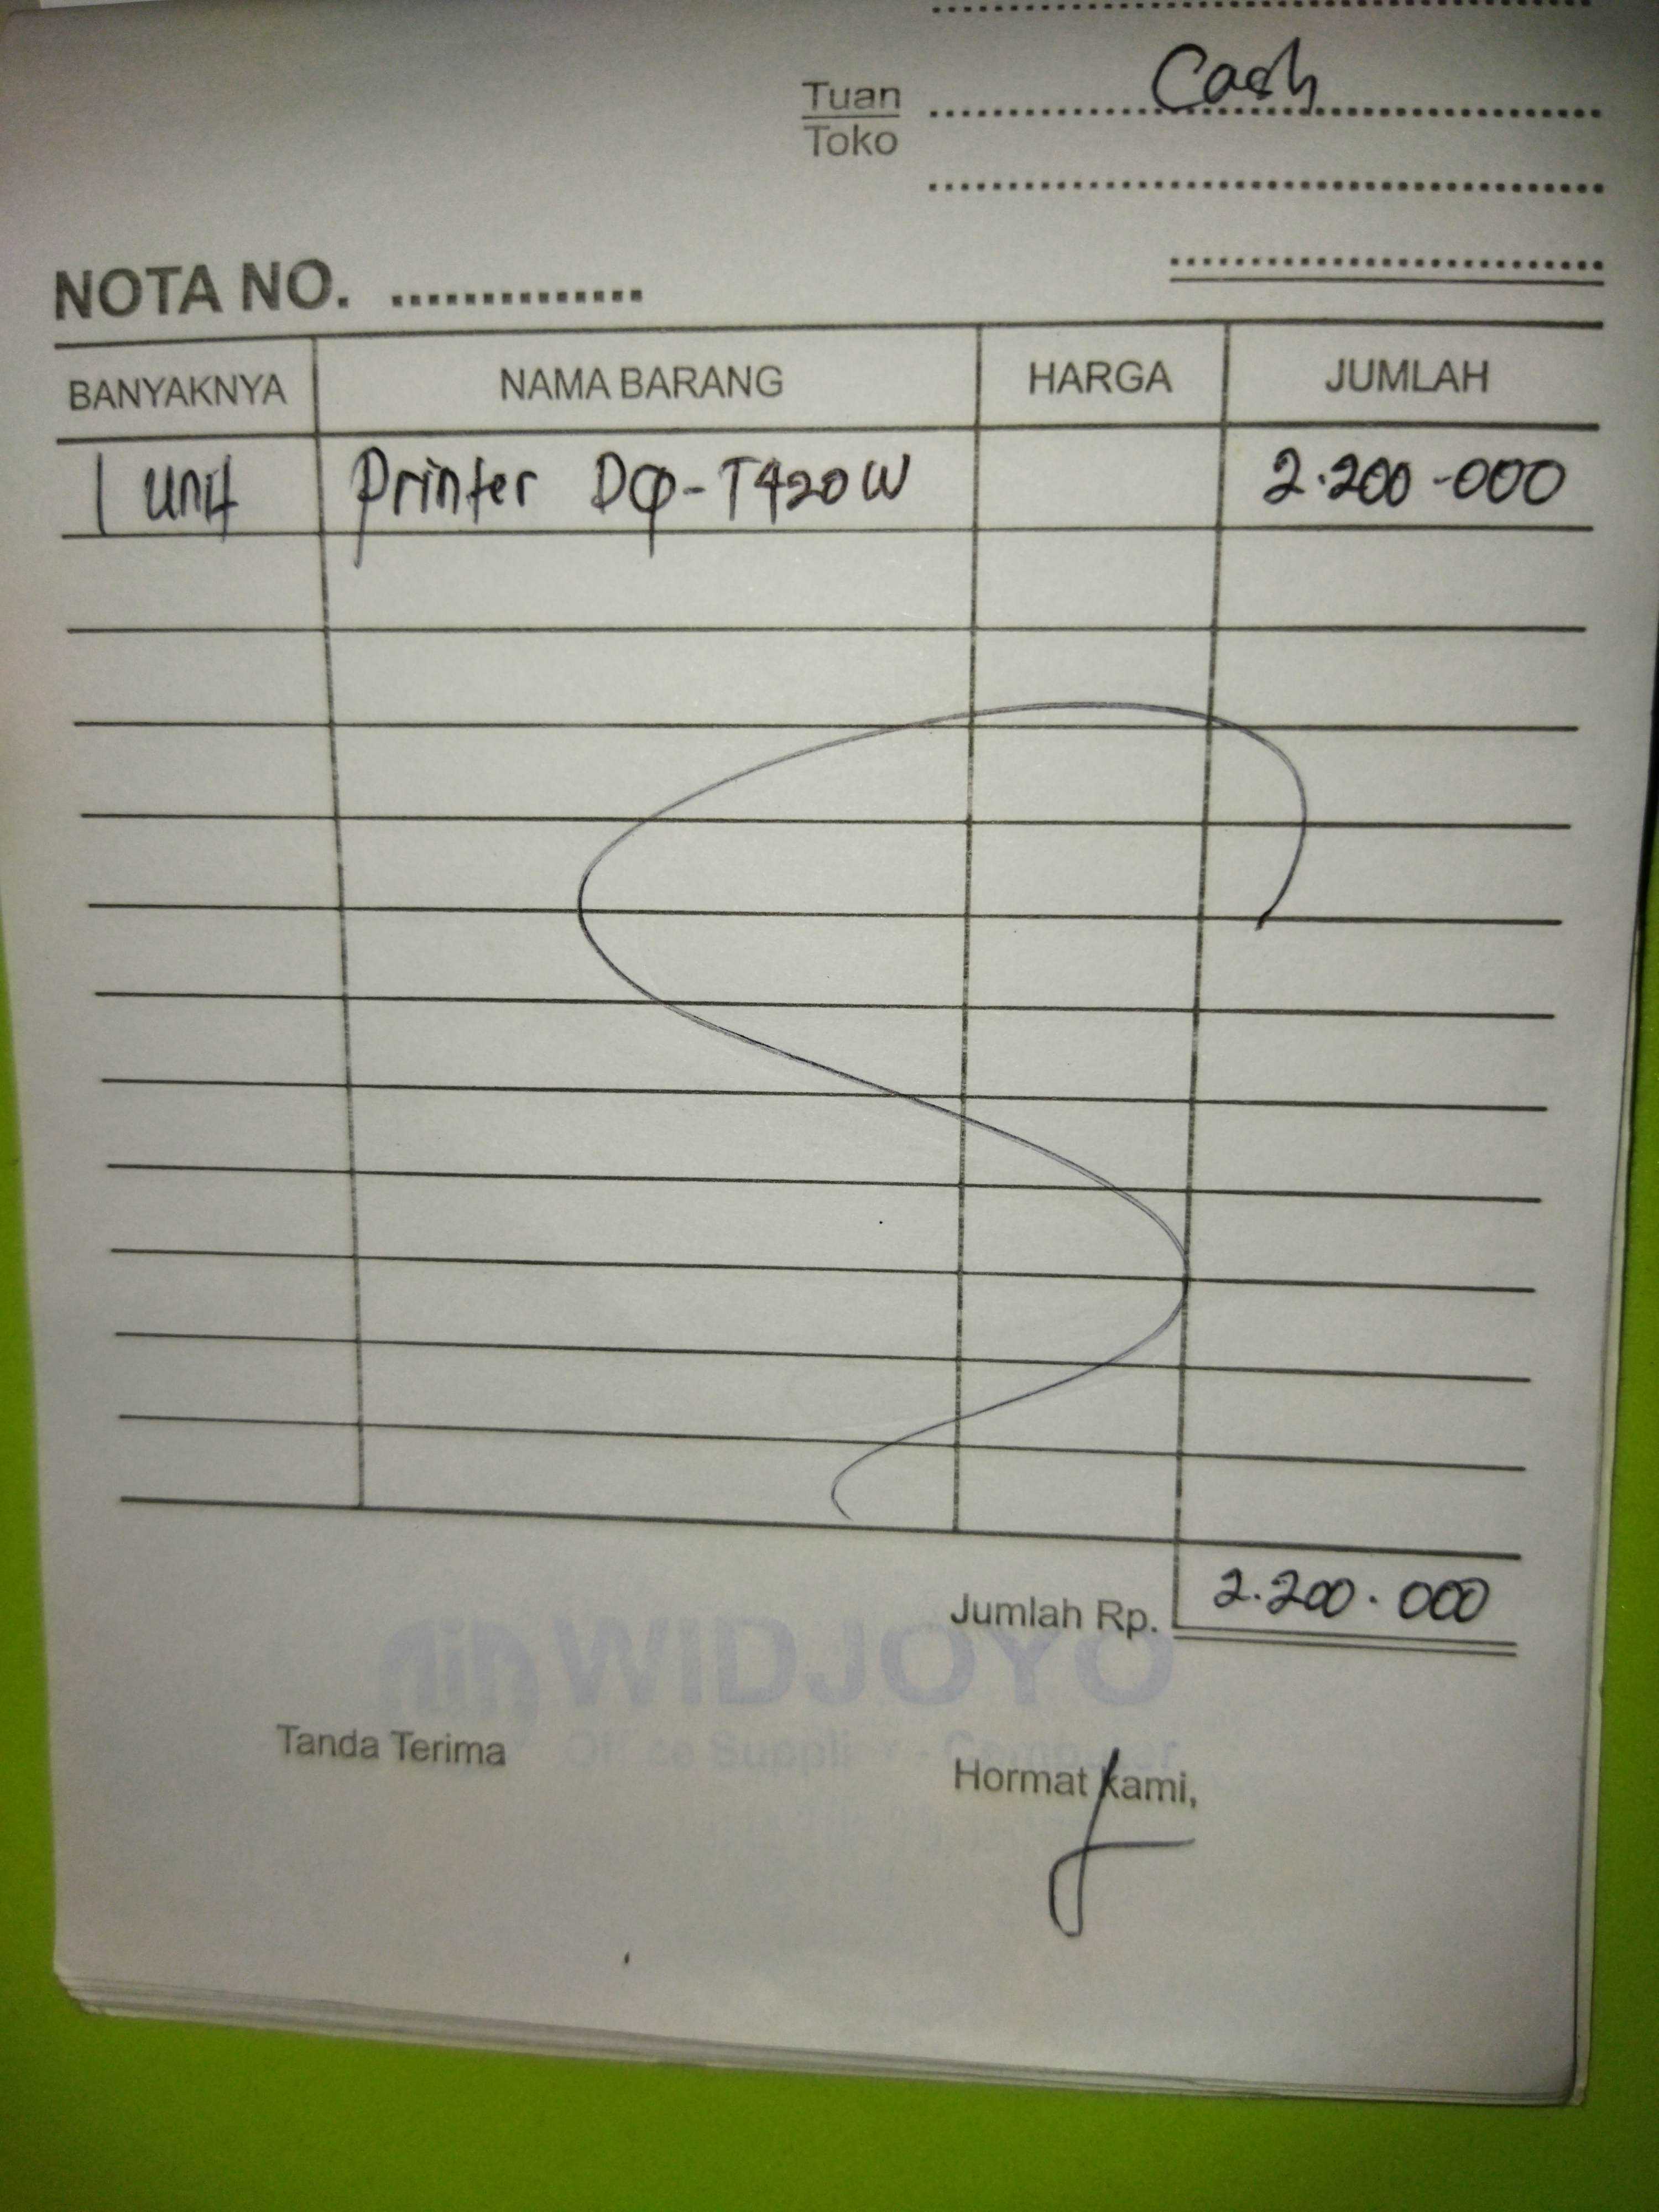 Tuan Cash
Toko
NOTA NO.
BANYAKNYA NAMA BARANG HARGA JUMLAH
1 unit Printer DCP-T420W 2.200.000
Jumlah Rp. 2.200.000
WIDJOYO
Tanda Terima
Hormat kami,